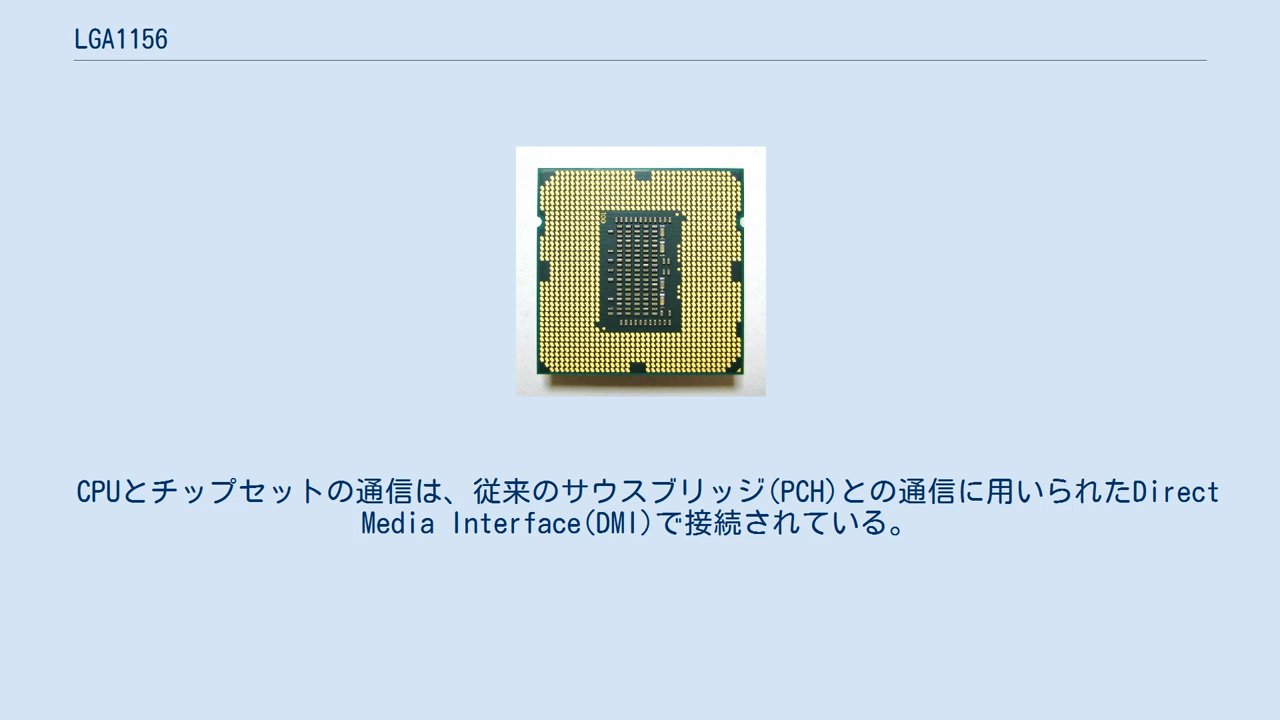 LGA1156
CPUとチップセットの通信は、従来のサウスブリッジ(PCH)との通信に用いられたDirect
Media Interface(DMI)で接続されている。